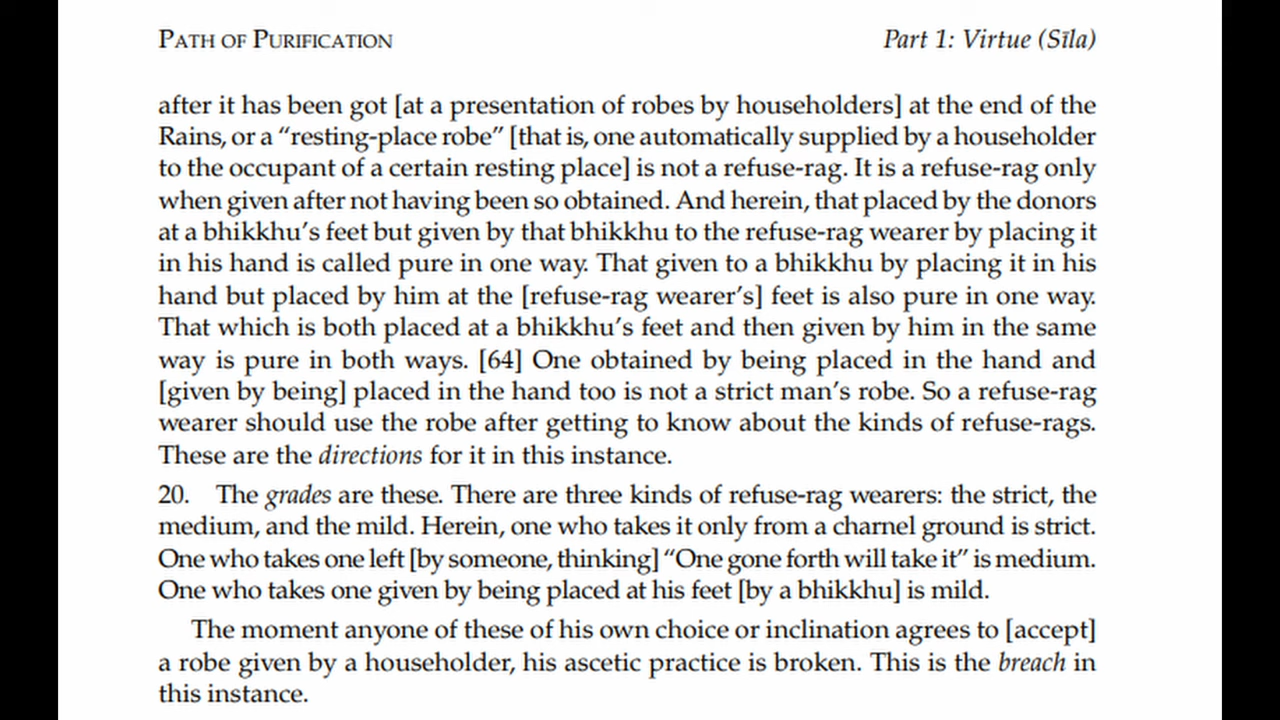 PATH OF PURIFICATION
Part 1: Virtue (Sīla)
after it has been got [at a presentation of robes by householders] at the end of the
Rains, or a “resting-place robe” [that is, one automatically supplied by a householder
to the occupant of a certain resting place] is not a refuse-rag. It is a refuse-rag only
when given after not having been so obtained. And herein, that placed by the donors
at a bhikkhu’s feet but given by that bhikkhu to the refuse-rag wearer by placing it
in his hand is called pure in one way. That given to a bhikkhu by placing it in his
hand but placed by him at the [refuse-rag wearer’s] feet is also pure in one way.
That which is both placed at a bhikkhu’s feet and then given by him in the same
way is pure in both ways. [64] One obtained by being placed in the hand and
[given by being] placed in the hand too is not a strict man’s robe. So a refuse-rag
wearer should use the robe after getting to know about the kinds of refuse-rags.
These are the directions for it in this instance.
20. The grades are these. There are three kinds of refuse-rag wearers: the strict, the
medium, and the mild. Herein, one who takes it only from a charnel ground is strict.
One who takes one left [by someone, thinking] “One gone forth will take it” is medium.
One who takes one given by being placed at his feet [by a bhikkhu] is mild.
The moment anyone of these of his own choice or inclination agrees to [accept]
a robe given by a householder, his ascetic practice is broken. This is the breach in
this instance.